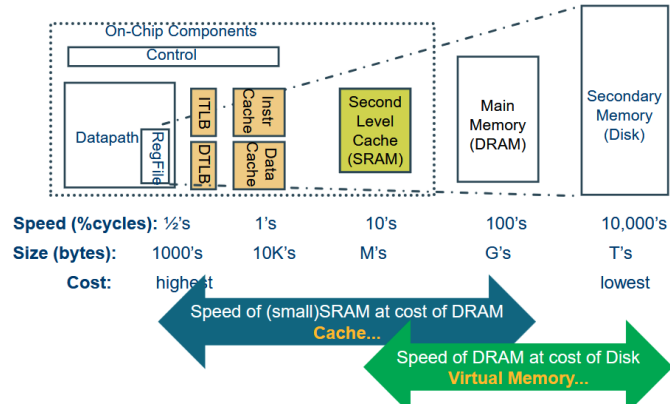 On-Chip Components
Control
Datapath
RegFile
ITLB
DTLB
Instr
Cache
Data
Cache
Second
Level
Cache
(SRAM)
Main
Memory
(DRAM)
Secondary
Memory
(Disk)
Speed (%cycles): ½'s 1's 10's 100's 10,000's
Size (bytes): 1000's 10K's M's G's T's
Cost: highest lowest
Speed of (small)SRAM at cost of DRAM
Cache...
Speed of DRAM at cost of Disk
Virtual Memory...